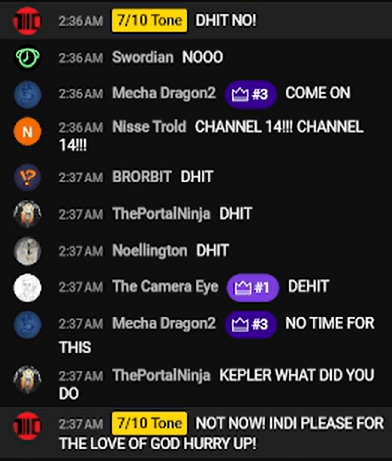 2:36 AM 7/10 Tone DHIT NO!
2:36 AM Swordian NOOO
2:36 AM Mecha Dragon2 #3 COME ON
N 2:36 AM Nisse Trold CHANNEL 14!!! CHANNEL
14!!!
2:37 AM BRORBIT DHIT
2:37 AM ThePortalNinja DHIT
2:37 AM Noellington DHIT
2:37 AM The Camera Eye #1 DEHIT
2:37 AM Mecha Dragon2 #3 NO TIME FOR
THIS
2:37 AM ThePortalNinja KEPLER WHAT DID YOU
DO
2:37 AM 7/10 Tone NOT NOW! INDI PLEASE FOR
THE LOVE OF GOD HURRY UP!